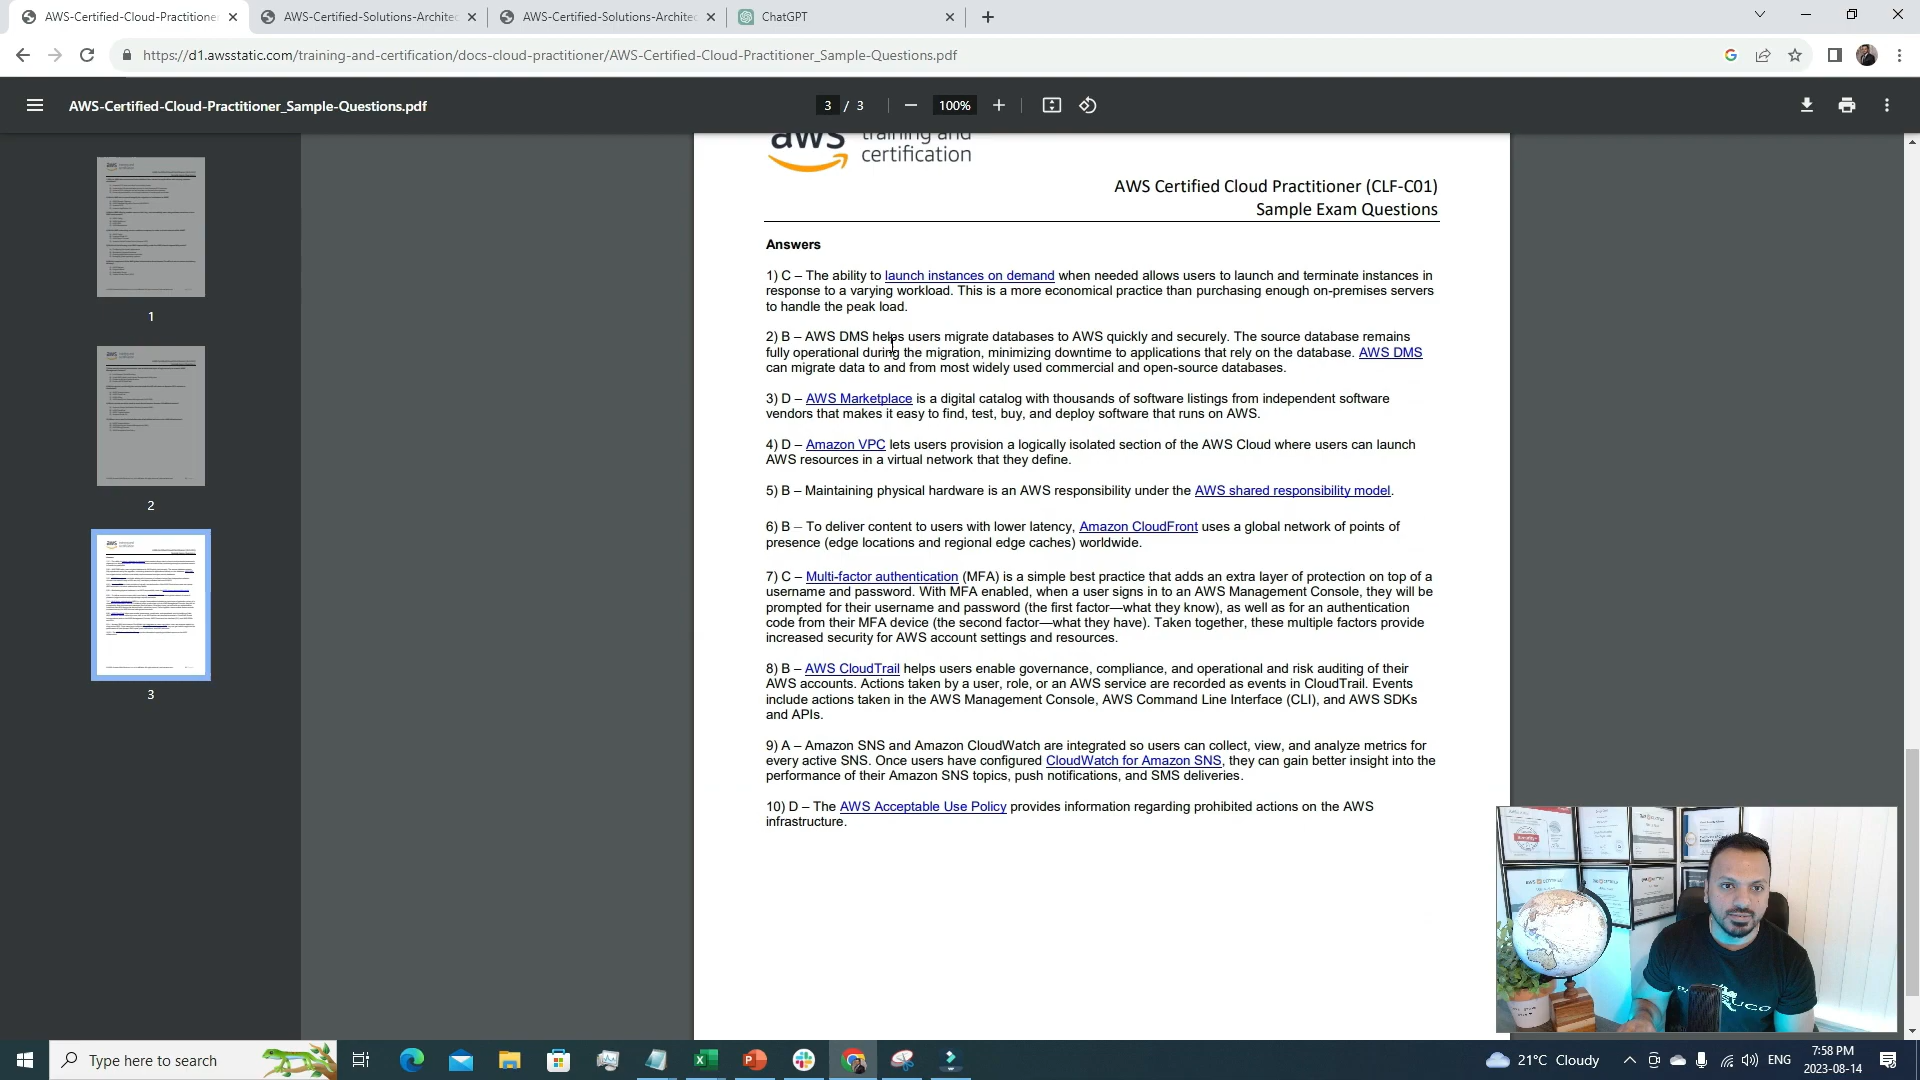 AWS-Certified-Cloud-Practitioner
AWS-Certified-Solutions-Architec
AWS-Certified-Solutions-Architec
ChatGPT
https://d1.awsstatic.com/training-and-certification/docs-cloud-practitioner/AWS-Certified-Cloud-Practitioner_Sample-Questions.pdf
AWS-Certified-Cloud-Practitioner_Sample-Questions.pdf
3 / 3
100%
1
2
3
aws training and
certification
AWS Certified Cloud Practitioner (CLF-C01)
Sample Exam Questions
Answers
1) C – The ability to launch instances on demand when needed allows users to launch and terminate instances in
response to a varying workload. This is a more economical practice than purchasing enough on-premises servers
to handle the peak load.
2) B – AWS DMS helps users migrate databases to AWS quickly and securely. The source database remains
fully operational during the migration, minimizing downtime to applications that rely on the database. AWS DMS
can migrate data to and from most widely used commercial and open-source databases.
3) D – AWS Marketplace is a digital catalog with thousands of software listings from independent software
vendors that makes it easy to find, test, buy, and deploy software that runs on AWS.
4) D – Amazon VPC lets users provision a logically isolated section of the AWS Cloud where users can launch
AWS resources in a virtual network that they define.
5) B – Maintaining physical hardware is an AWS responsibility under the AWS shared responsibility model.
6) B – To deliver content to users with lower latency, Amazon CloudFront uses a global network of points of
presence (edge locations and regional edge caches) worldwide.
7) C – Multi-factor authentication (MFA) is a simple best practice that adds an extra layer of protection on top of a
username and password. With MFA enabled, when a user signs in to an AWS Management Console, they will be
prompted for their username and password (the first factor—what they know), as well as for an authentication
code from their MFA device (the second factor—what they have). Taken together, these multiple factors provide
increased security for AWS account settings and resources.
8) B – AWS CloudTrail helps users enable governance, compliance, and operational and risk auditing of their
AWS accounts. Actions taken by a user, role, or an AWS service are recorded as events in CloudTrail. Events
include actions taken in the AWS Management Console, AWS Command Line Interface (CLI), and AWS SDKs
and APIs.
9) A – Amazon SNS and Amazon CloudWatch are integrated so users can collect, view, and analyze metrics for
every active SNS. Once users have configured CloudWatch for Amazon SNS, they can gain better insight into the
performance of their Amazon SNS topics, push notifications, and SMS deliveries.
10) D – The AWS Acceptable Use Policy provides information regarding prohibited actions on the AWS
infrastructure.
Type here to search
21°C Cloudy
ENG
7:58 PM
2023-08-14